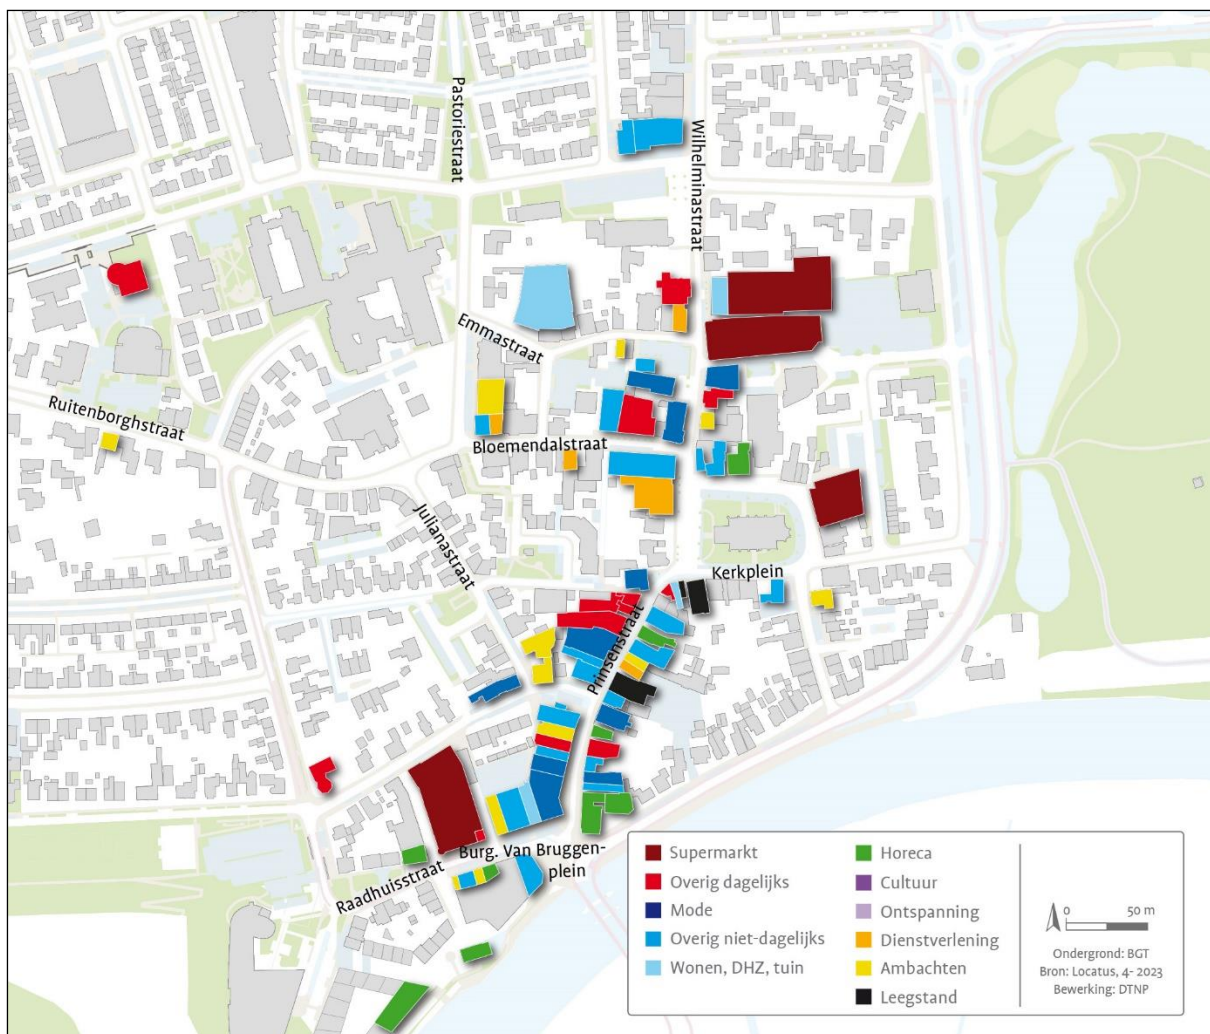 Pastoriestraat
Wilhelminastraat
Emmastraat
Ruitenborghstraat
Bloemendalstraat
Julianastraat
Kerkplein
Prinsenstraat
Burg. Van Bruggen-
plein
Raadhuisstraat
Supermarkt
Overig dagelijks
Mode
Overig niet-dagelijks
Wonen, DHZ, tuin
Horeca
Cultuur
Ontspanning
Dienstverlening
Ambachten
Leegstand
0 50 m
Ondergrond: BGT
Bron: Locatus, 4- 2023
Bewerking: DTNP